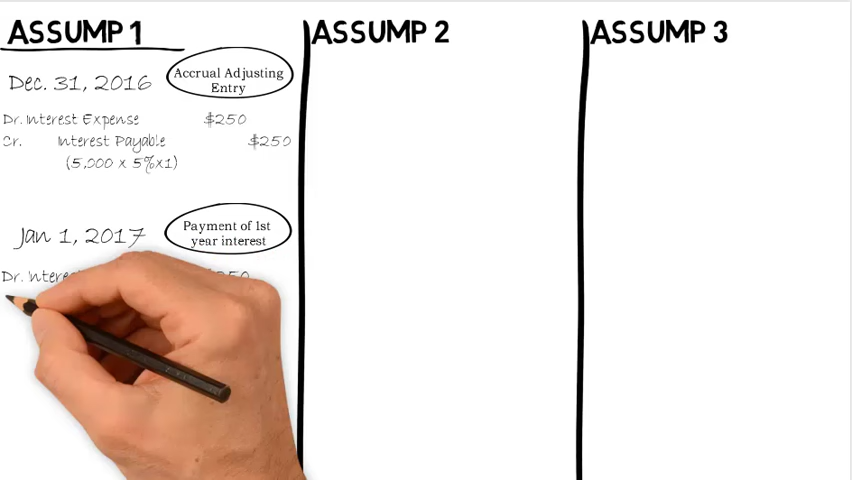 ASSUMP 1
Dec. 31, 2016
Accrual Adjusting
Entry
Dr. Interest Expense $250
Cr. Interest Payable $250
(5,000 x 5%x1)
Jan 1, 2017
Payment of 1st
year interest
Dr.
ASSUMP 2
ASSUMP 3